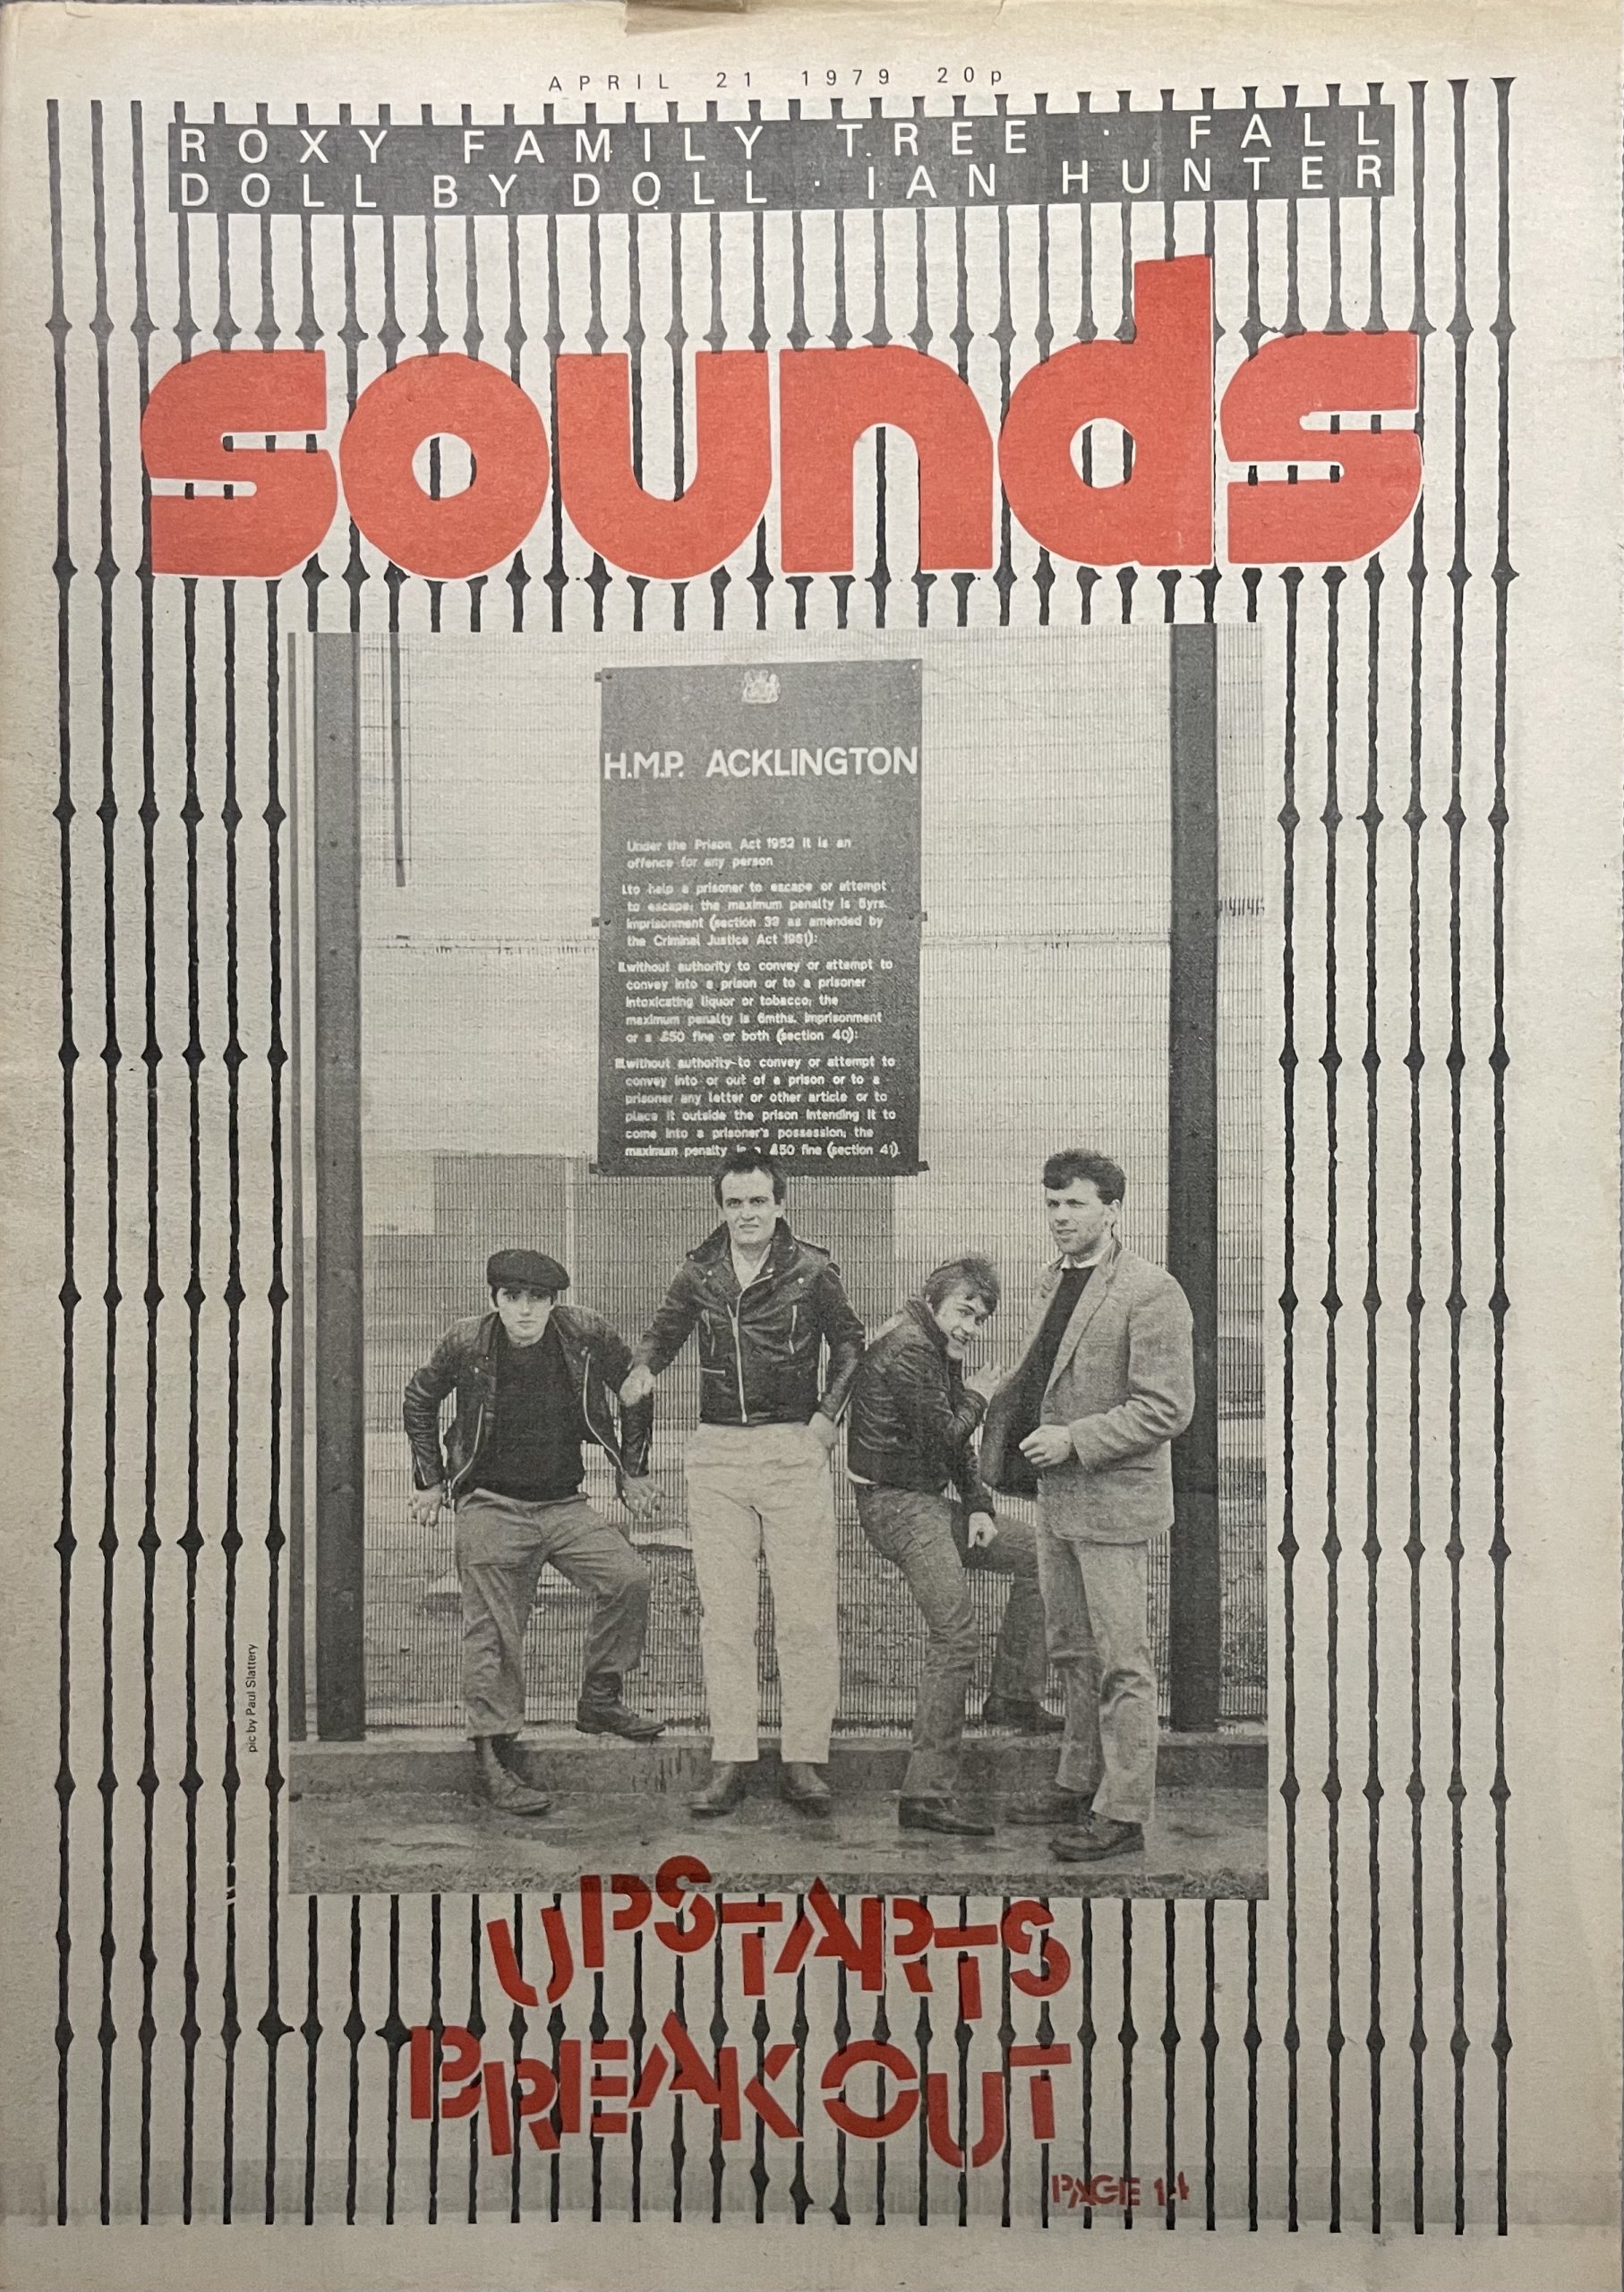 APRIL 21 1979 20p
ROXY FAMILY TREE · FALL
DOLL BY DOLL · IAN HUNTER
sounds
H.M.P. ACKLINGTON
Under the Prison Act 1952 it is an
offence for any person
I.to help a prisoner to escape or attempt
to escape; the maximum penalty is 5yrs.
imprisonment (section 39 as amended by
the Criminal Justice Act 1961):
II.without authority to convey or attempt to
convey into a prison or to a prisoner
intoxicating liquor or tobacco; the
maximum penalty is 6mths. imprisonment
or a £50 fine or both (section 40):
III.without authority to convey or attempt to
convey into or out of a prison or to a
prisoner any letter or other article or to
place it outside the prison intending it to
come into a prisoner's possession; the
maximum penalty is a £50 fine (section 41).
pic by Paul Slattery
UPSTARTS
BREAK OUT
PAGE 14